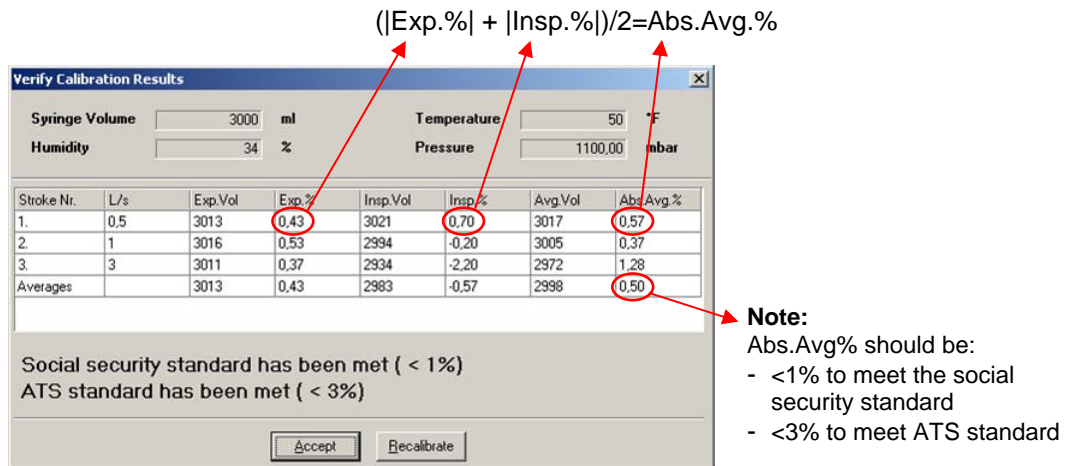 (|Exp.%| + |Insp.%|)/2=Abs.Avg.%
Verify Calibration Results
Syringe Volume 3000 ml Temperature 50 °F
Humidity 34 % Pressure 1100,00 mbar
Stroke Nr. L/s Exp.Vol Exp.% Insp.Vol Insp.% Avg.Vol Abs.Avg.%
1. 0,5 3013 0,43 3021 0,70 3017 0,57
2. 1 3016 0,53 2994 -0,20 3005 0,37
3. 3 3011 0,37 2934 -2,20 2972 1,28
Averages 3013 0,43 2983 -0,57 2998 0,50
Social security standard has been met ( < 1%)
ATS standard has been met ( < 3%)
Accept Recalibrate
Note:
Abs.Avg% should be:
- <1% to meet the social
security standard
- <3% to meet ATS standard